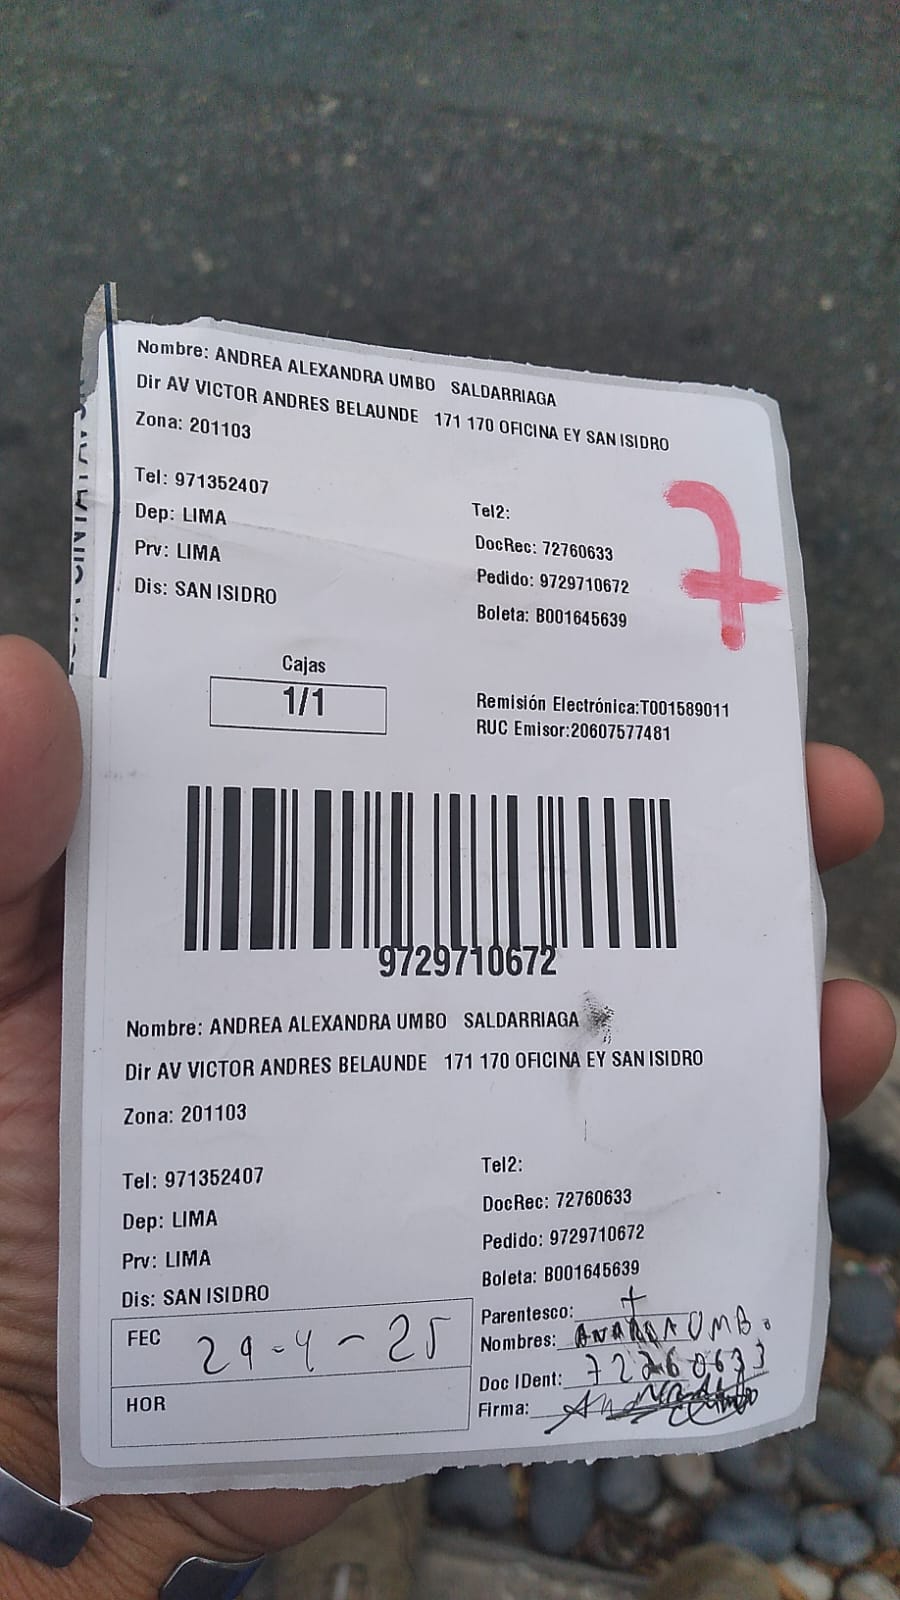 Nombre: ANDREA ALEXANDRA UMBO SALDARRIAGA
Dir AV VICTOR ANDRES BELAUNDE 171 170 OFICINA EY SAN ISIDRO
Zona: 201103
Tel: 971352407
Tel2:
Dep: LIMA
DocRec: 72760633
Prv: LIMA
Pedido: 9729710672
Dis: SAN ISIDRO
Boleta: B001645639
7
Cajas
1/1
Remisión Electrónica:T001589011
RUC Emisor:20607577481
9729710672
Nombre: ANDREA ALEXANDRA UMBO SALDARRIAGA
Dir AV VICTOR ANDRES BELAUNDE 171 170 OFICINA EY SAN ISIDRO
Zona: 201103
Tel: 971352407
Tel2:
Dep: LIMA
DocRec: 72760633
Prv: LIMA
Pedido: 9729710672
Dis: SAN ISIDRO
Boleta: B001645639
FEC 29-4-25
HOR
Parentesco: T
Nombres: UMB.
Doc IDent:
Firma: